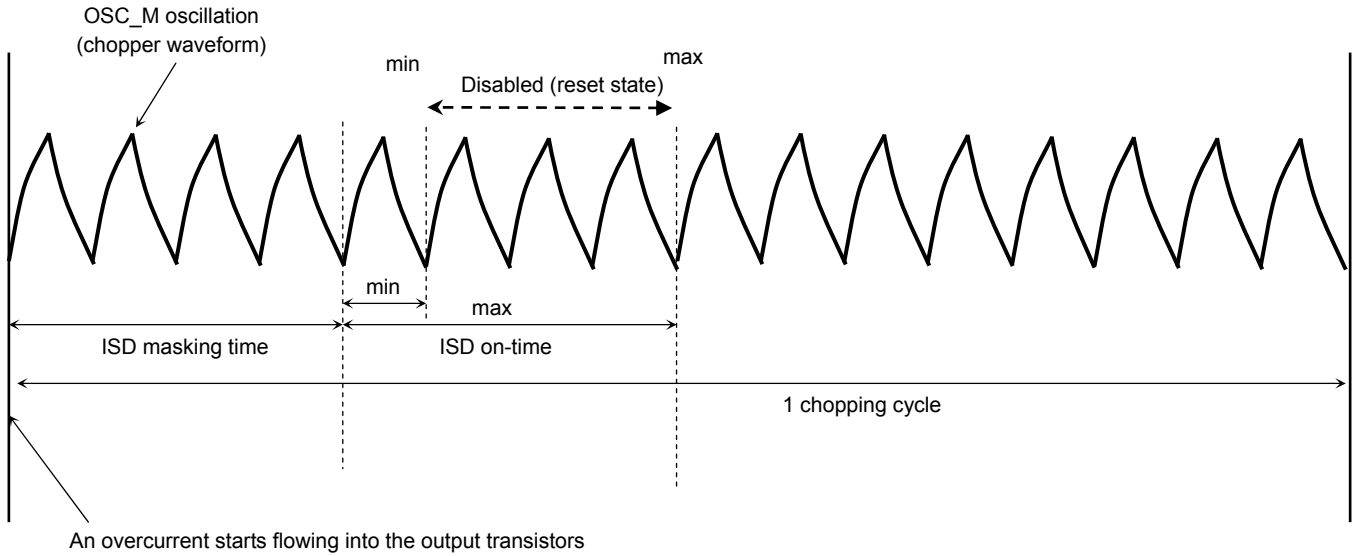 OSC_M oscillation
(chopper waveform)
min
max
Disabled (reset state)
min
max
ISD masking time
ISD on-time
1 chopping cycle
An overcurrent starts flowing into the output transistors